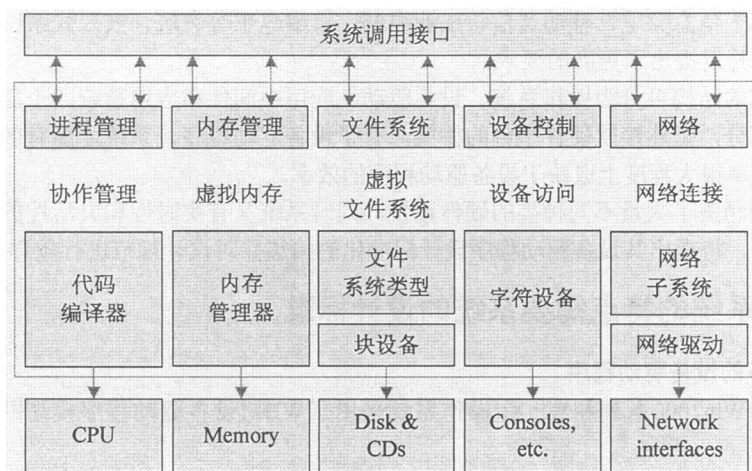 系统调用接口
进程管理
内存管理
文件系统
设备控制
网络
协作管理
虚拟内存
虚拟
文件系统
设备访问
网络连接
代码
编译器
内存
管理器
文件
系统类型
块设备
字符设备
网络
子系统
网络驱动
CPU
Memory
Disk &
CDs
Consoles,
etc.
Network
interfaces